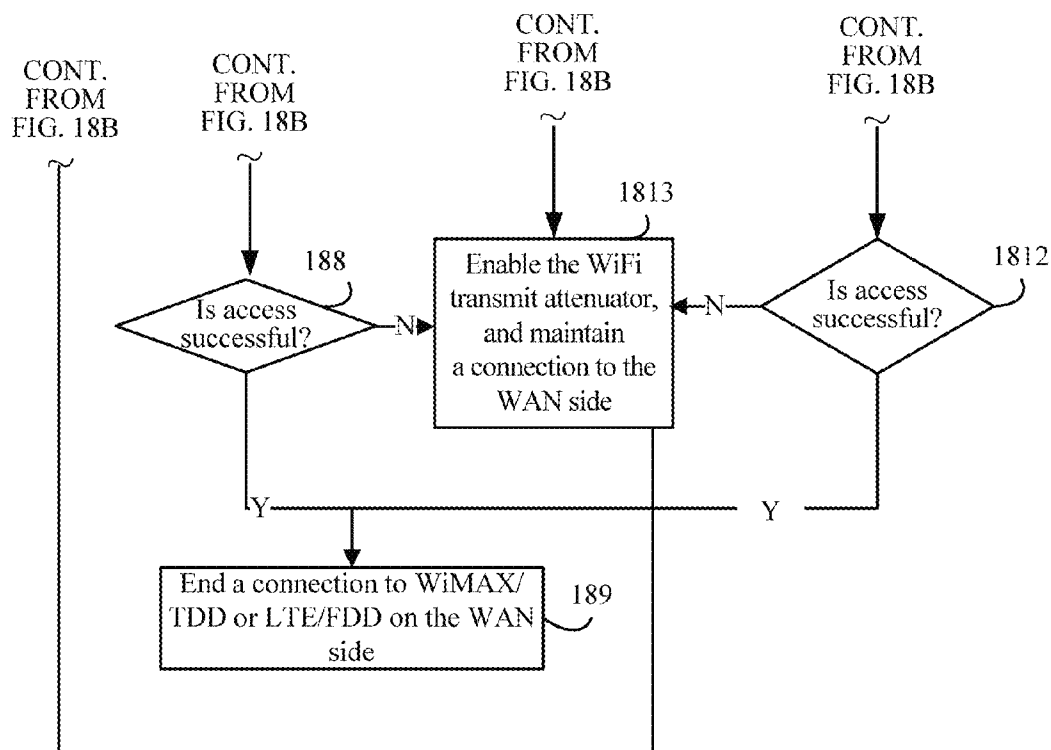 CONT.
FROM
FIG. 18B
CONT.
FROM
FIG. 18B
CONT.
FROM
FIG. 18B
CONT.
FROM
FIG. 18B
1813
188
1812
Is access
successful?
N
Enable the WiFi
transmit attenuator,
and maintain
a connection to the
WAN side
N
Is access
successful?
Y
Y
End a connection to WiMAX/
TDD or LTE/FDD on the WAN
side
189